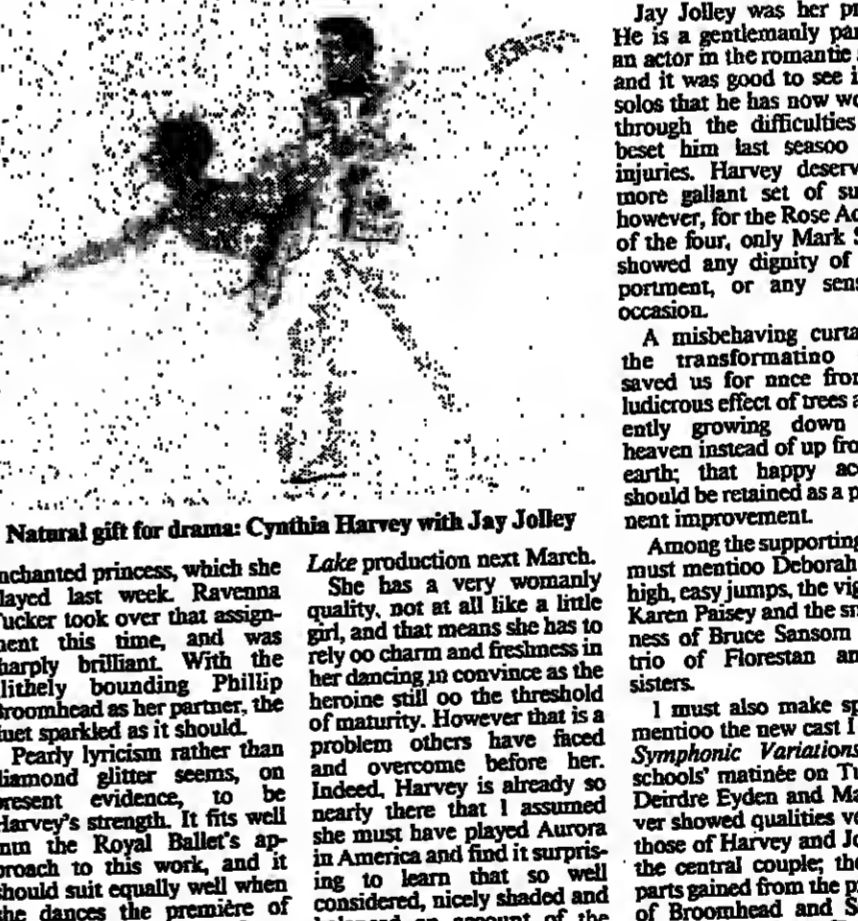 Natural gift for drama: Cynthia Harvey with Jay Jolley
nchanted princess, which she
layed last week. Ravenna
ucker took over that assign-
ent this time, and was
harply brilliant. With the
lithely bounding Phillip
roomhead as her partner, the
uet sparkled as it should.
Pearly lyricism rather than
iamond glitter seems, on
resent evidence, to be
Harvey's strength. It fits well
nm the Royal Ballet's ap-
proach to this work, and it
should suit equally well when
she dances the première of
Lake production next March.
She has a very womanly
quality, not at all like a little
girl, and that means she has to
rely oo charm and freshness in
her dancing convince as the
heroine still oo the threshold
of maturity. However that is a
problem others have faced
and overcome before her.
Indeed, Harvey is already so
nearly there that I assumed
she must have played Aurora
in America and find it surpris-
ing to learn that so well
considered, nicely shaded and
an account of the
Jay Jolley was her pr
He is a gentlemanly par
an actor in the romantic
and it was good to see i
solos that he has now wo
through the difficulties
beset him last seasoo
injuries. Harvey deserv
more gallant set of su
however, for the Rose Ad
of the four, only Mark S
showed any dignity of
portment, or any sens
occasion.
A misbehaving curta
the transformatino
saved us for nnce from
ludicrous effect of trees a
ently growing down
heaven instead of up fro
earth; that happy acc
should be retained as a p
nent improvement.
Among the supporting
must mentioo Deborah
high, easy jumps, the vig
Karen Paisey and the sn
ness of Bruce Sansom
trio of Florestan an
sisters.
I must also make sp
mentioo the new cast I
Symphonic Variations
schools' matinée on Tu
Deirdre Eyden and Ma
ver showed qualities ve
those of Harvey and Jo
the central couple; the
parts gained from the p
of Broomhead and S